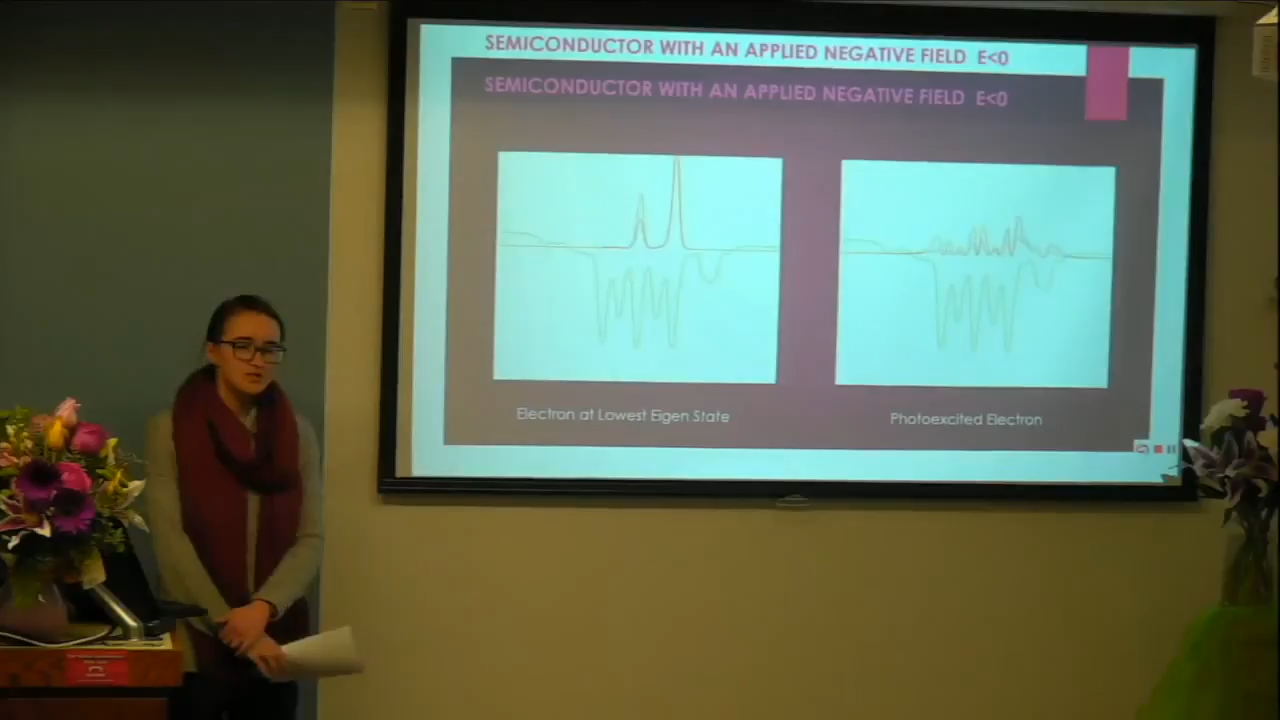 SEMICONDUCTOR WITH AN APPLIED NEGATIVE FIELD E<0
SEMICONDUCTOR WITH AN APPLIED NEGATIVE FIELD E<0
Electron at Lowest Eigen State
Photoexcited Electron